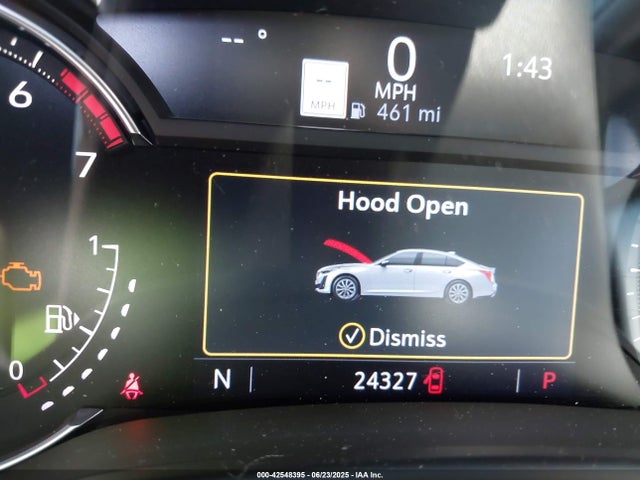 -- °
0
MPH
1:43
--
MPH
461 mi
6
7
1
0
Hood Open
Dismiss
N
24327
P
000-42548395 - 06/23/2025 - IAA Inc.